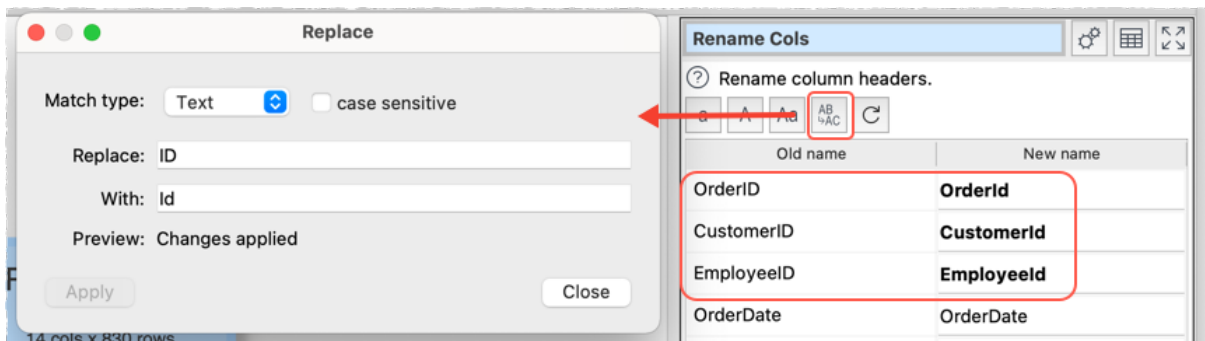 Replace
Match type: Text case sensitive
Replace: ID
With: Id
Preview: Changes applied
Apply Close
14 cols x 830 rows
Rename Cols
? Rename column headers.
a A Aa AB AC
Old name New name
OrderID OrderId
CustomerID CustomerId
EmployeeID EmployeeId
OrderDate OrderDate